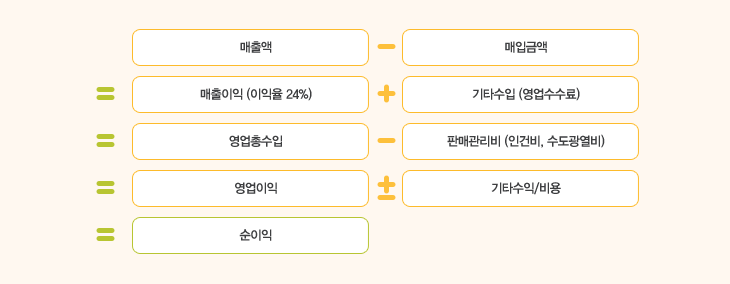 매출액 − 매입금액
= 매출이익 (이익율 24%) + 기타수입 (영업수수료)
= 영업총수입 − 판매관리비 (인건비, 수도광열비)
= 영업이익 ± 기타수익/비용
= 순이익